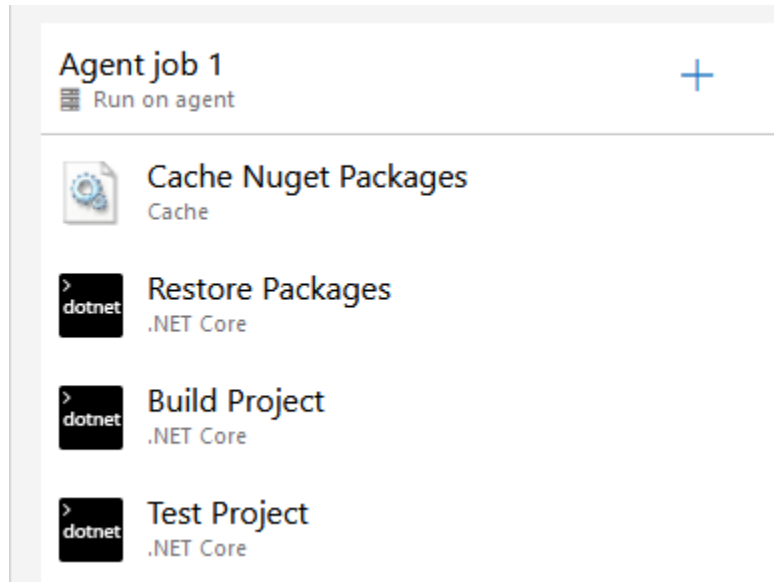 Agent job 1
Run on agent
Cache Nuget Packages
Cache
>
dotnet
Restore Packages
.NET Core
>
dotnet
Build Project
.NET Core
>
dotnet
Test Project
.NET Core